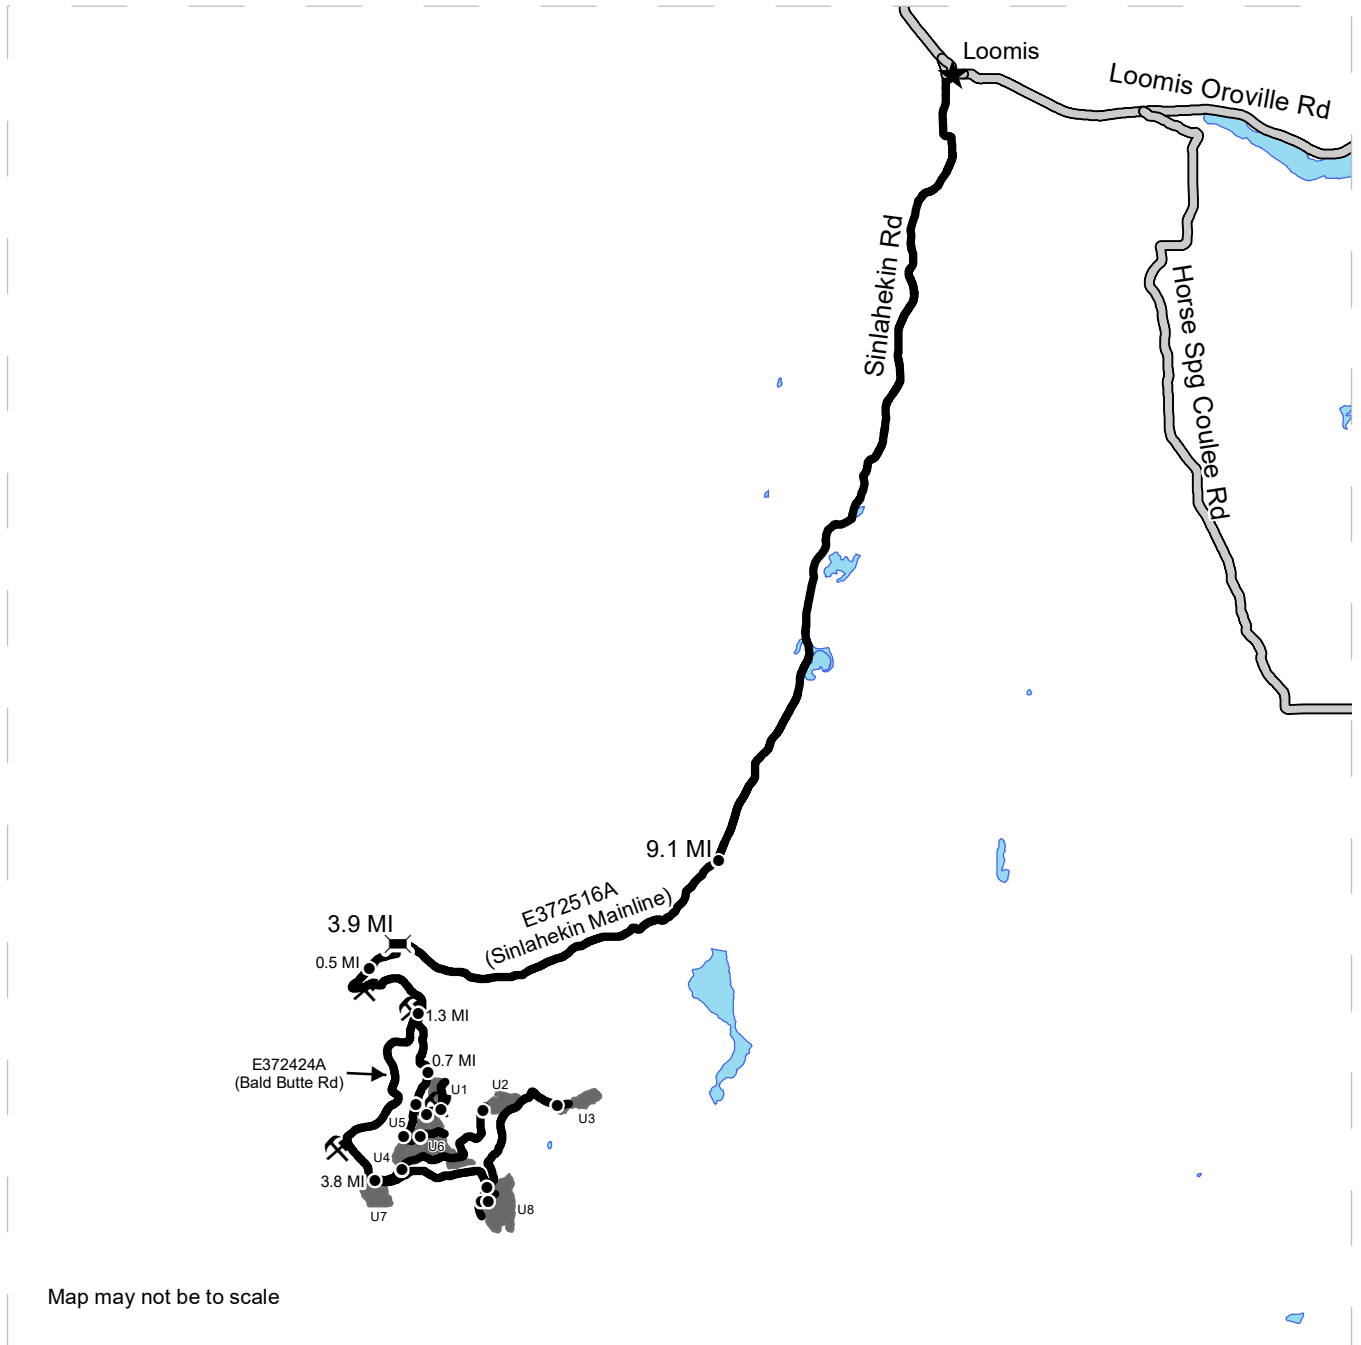 Loomis
Loomis Oroville Rd
Sinlahekin Rd
Horse Spg Coulee Rd
9.1 MI
E372516A
(Sinlahekin Mainline)
3.9 MI
0.5 MI
1.3 MI
0.7 MI
E372424A
(Bald Butte Rd)
U1
U2
U3
U5
U6
U4
3.8 MI
U7
U8
Map may not be to scale